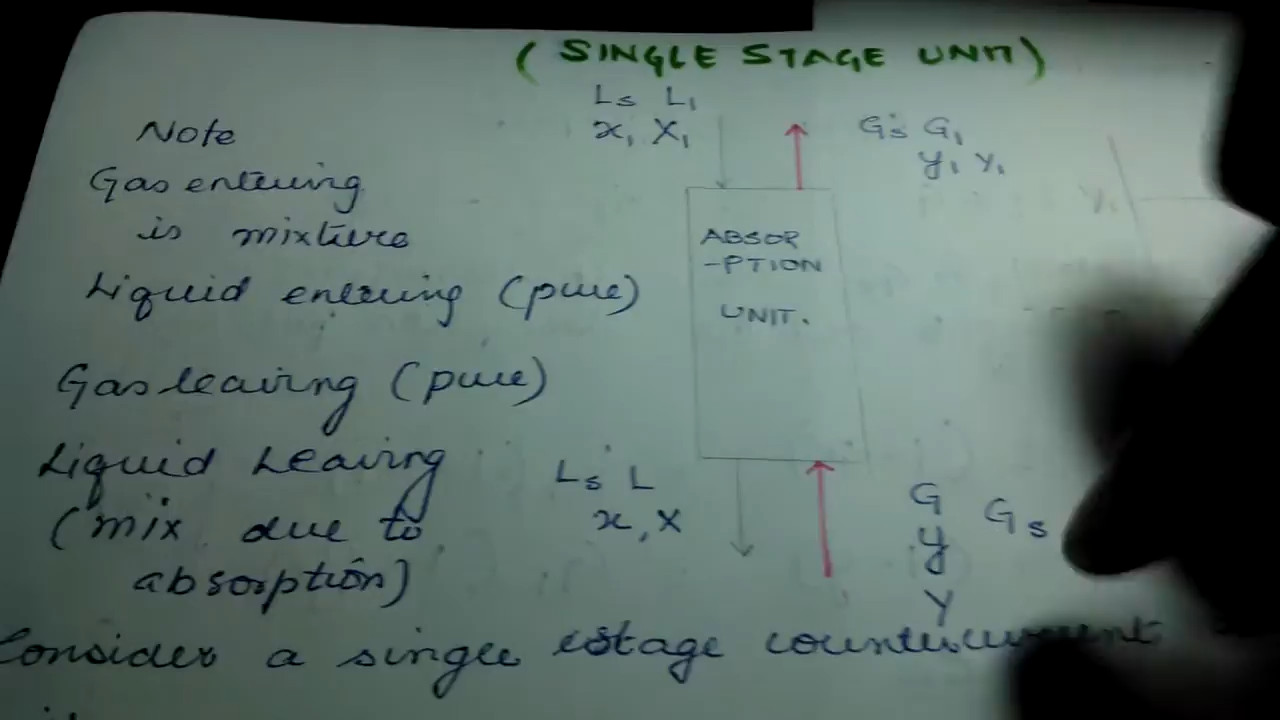 ( SINGLE STAGE UNIT)
Ls L1
x1 X1
Gs G1
y1 Y1
Note
Gas entering
is mixture
Liquid entering (pure)
ABSOR
-PTION
UNIT.
Gas leaving (pure)
Liquid Leaving
(mix due to
absorption)
Ls L
x, X
G Gs
y
Y
Consider a single stage countercurrent